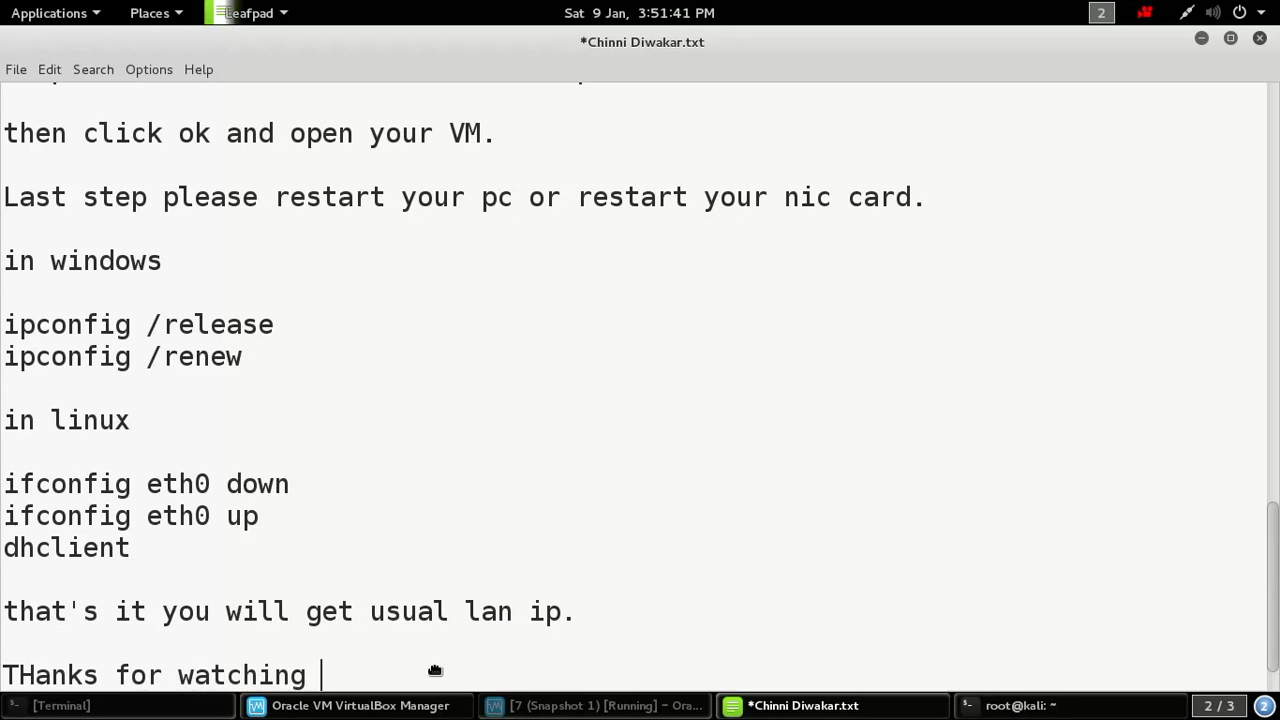 Applications Places Leafpad Sat 9 Jan, 3:51:41 PM 2
*Chinni Diwakar.txt
File Edit Search Options Help
then click ok and open your VM.
Last step please restart your pc or restart your nic card.
in windows
ipconfig /release
ipconfig /renew
in linux
ifconfig eth0 down
ifconfig eth0 up
dhclient
that's it you will get usual lan ip.
THanks for watching
[Terminal] Oracle VM VirtualBox Manager [7 (Snapshot 1) [Running] – Ora... *Chinni Diwakar.txt root@kali: ~ 2 / 3 2